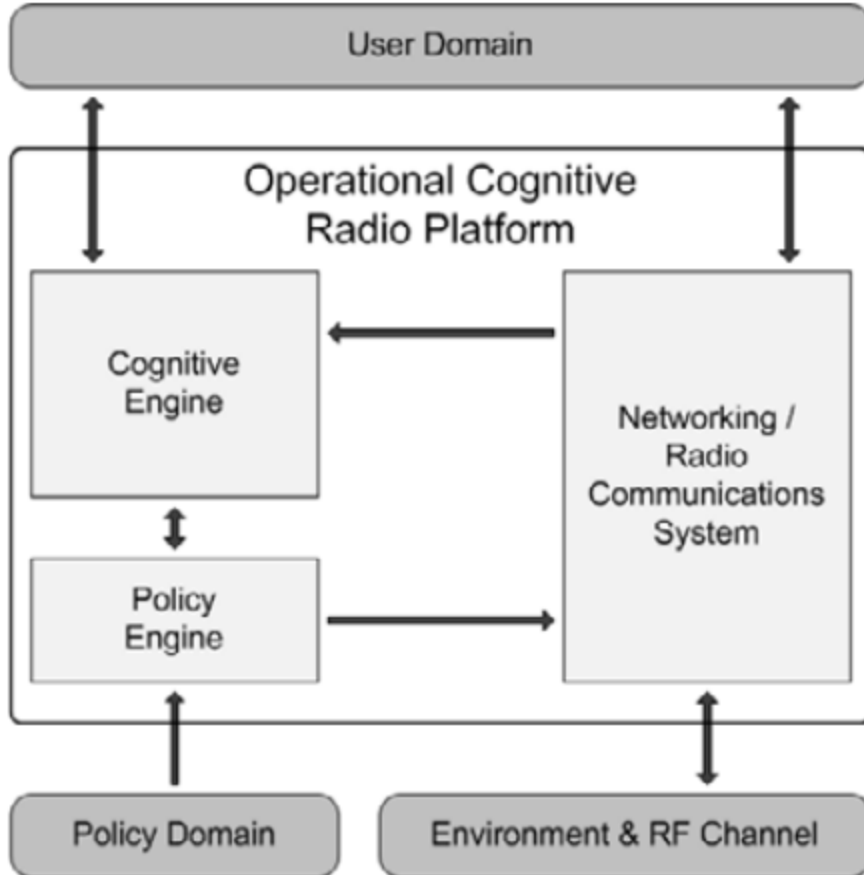 User Domain
Operational Cognitive
Radio Platform
Cognitive
Engine
Networking /
Radio
Communications
System
Policy
Engine
Policy Domain
Environment & RF Channel